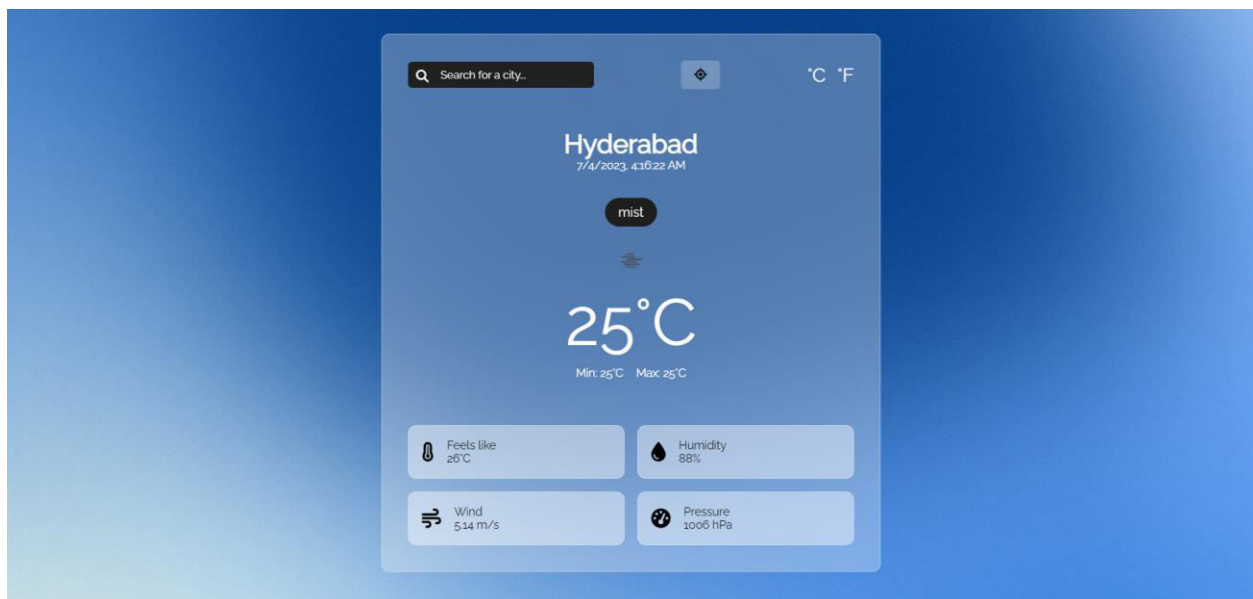 Search for a city...
°C °F
Hyderabad
7/4/2023, 4:16:22 AM
mist
25°C
Min: 25°C Max: 25°C
Feels like
26°C
Humidity
88%
Wind
5.14 m/s
Pressure
1006 hPa